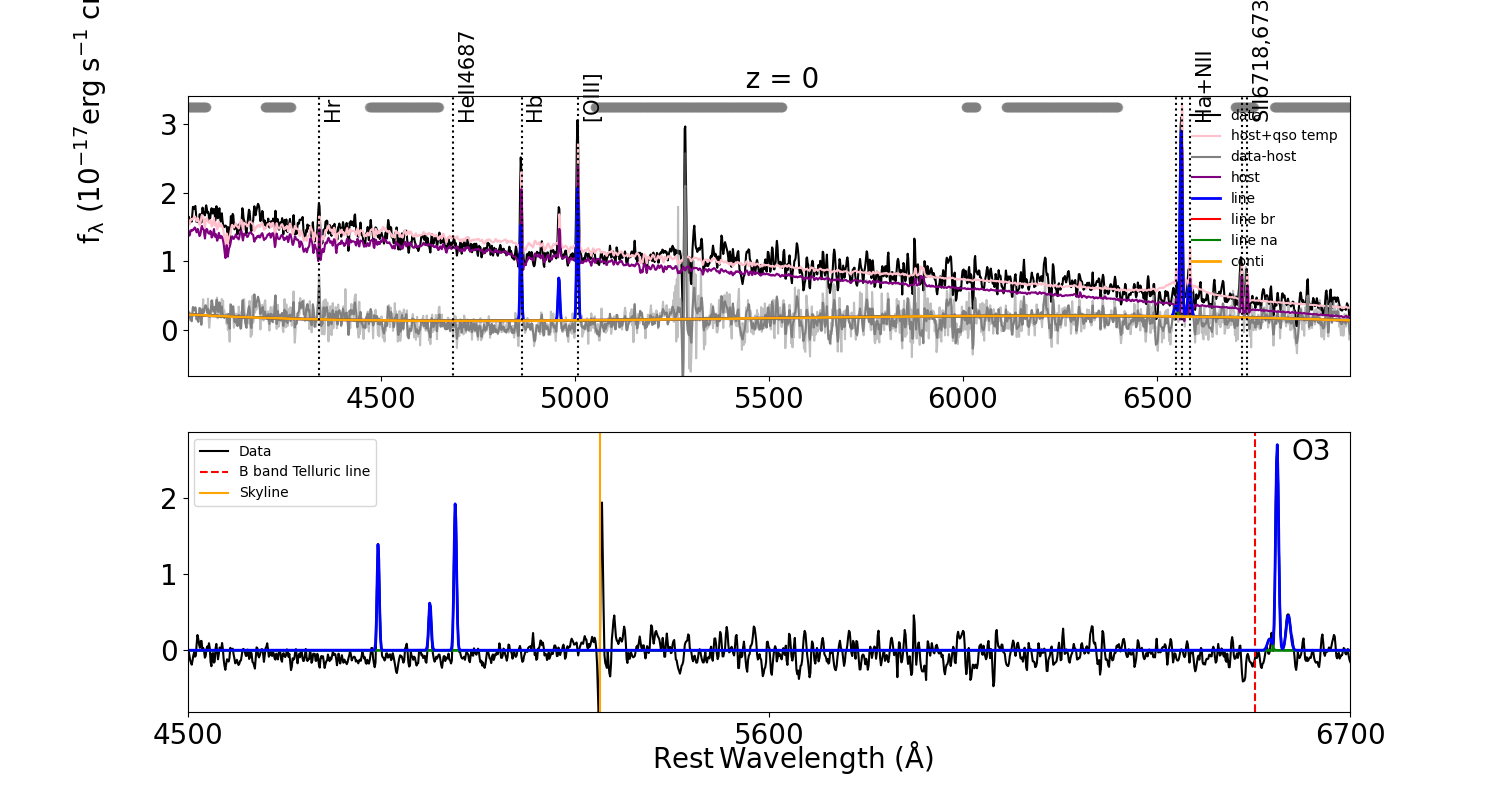 z = 0
f_λ (10^−17 erg s^−1 c
Hr
HeII4687
Hb
[OIII]
Ha+NII
SII6718,673
data
host+qso temp
data-host
host
line
line br
line na
conti
3
2
1
0
4500 5000 5500 6000 6500
Data
B band Telluric line
Skyline
O3
2
1
0
4500 5600 6700
Rest Wavelength (Å)